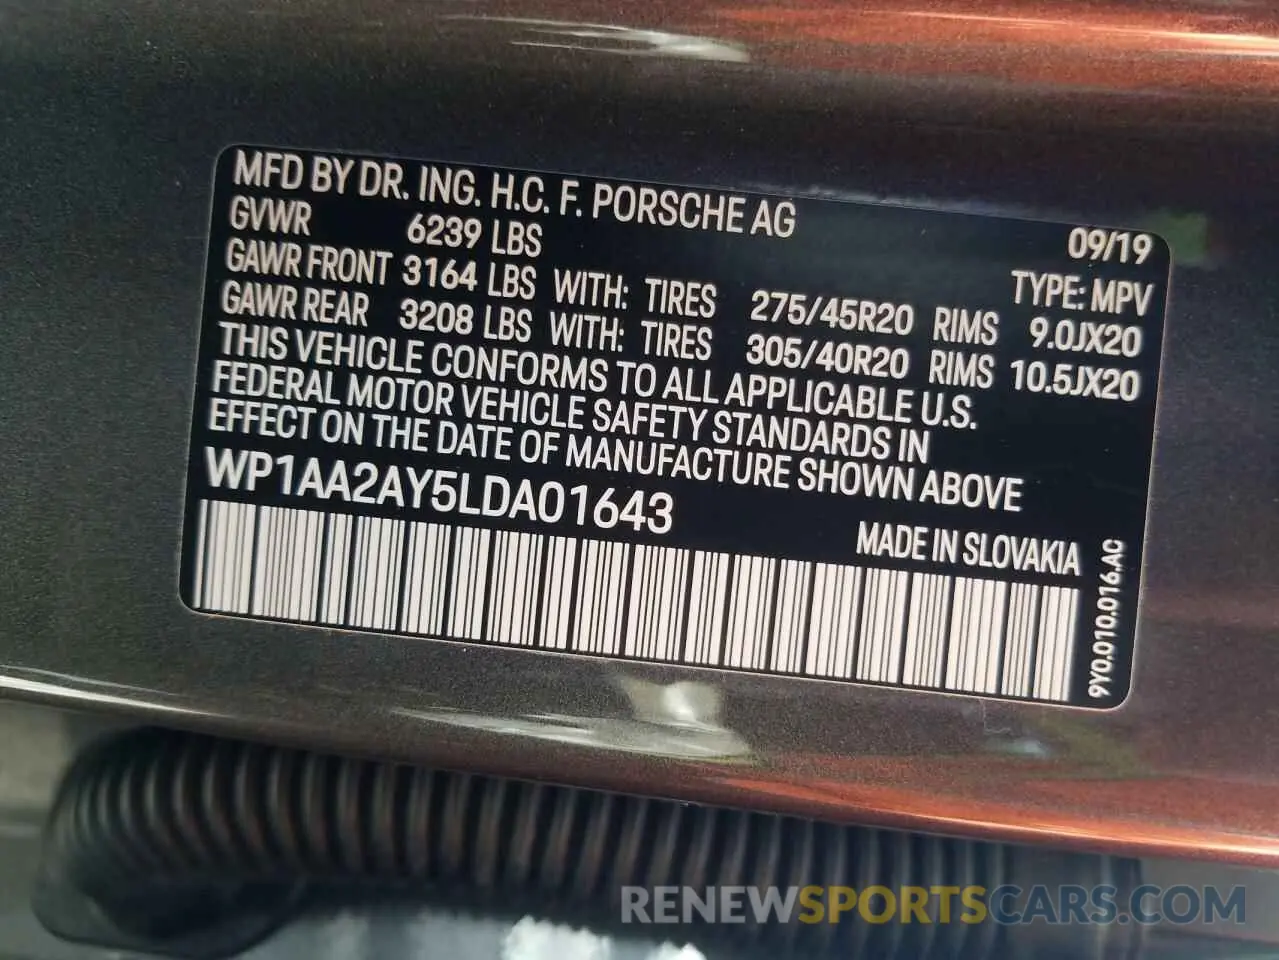 MFD BY DR. ING. H.C. F. PORSCHE AG 09/19
GVWR 6239 LBS TYPE: MPV
GAWR FRONT 3164 LBS WITH: TIRES 275/45R20 RIMS 9.0JX20
GAWR REAR 3208 LBS WITH: TIRES 305/40R20 RIMS 10.5JX20
THIS VEHICLE CONFORMS TO ALL APPLICABLE U.S.
FEDERAL MOTOR VEHICLE SAFETY STANDARDS IN
EFFECT ON THE DATE OF MANUFACTURE SHOWN ABOVE
WP1AA2AY5LDA01643
MADE IN SLOVAKIA
9Y0.010.016.AC
RENEWSPORTSCARS.COM